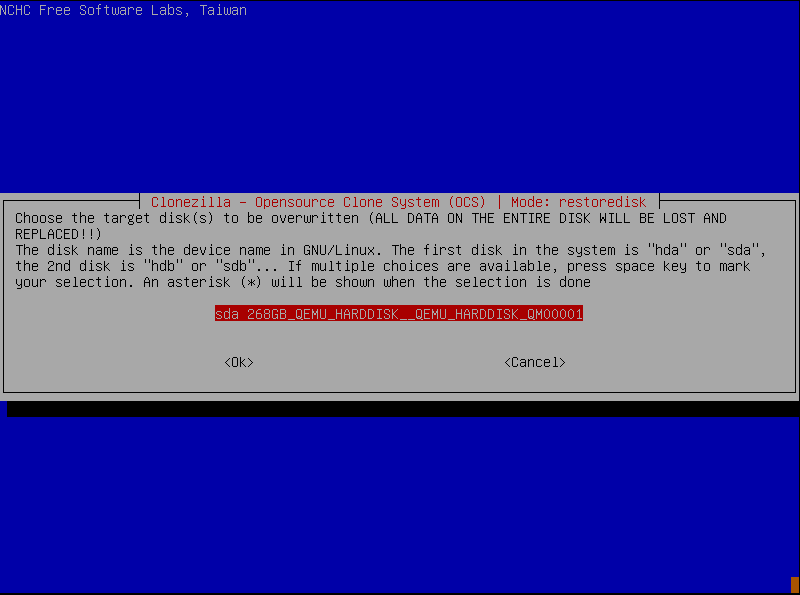 NCHC Free Software Labs, Taiwan
Clonezilla - Opensource Clone System (OCS) | Mode: restoredisk
Choose the target disk(s) to be overwritten (ALL DATA ON THE ENTIRE DISK WILL BE LOST AND
REPLACED!!)
The disk name is the device name in GNU/Linux. The first disk in the system is "hda" or "sda",
the 2nd disk is "hdb" or "sdb"... If multiple choices are available, press space key to mark
your selection. An asterisk (*) will be shown when the selection is done
sda 268GB_QEMU_HARDDISK__QEMU_HARDDISK_QM00001
<Ok> <Cancel>